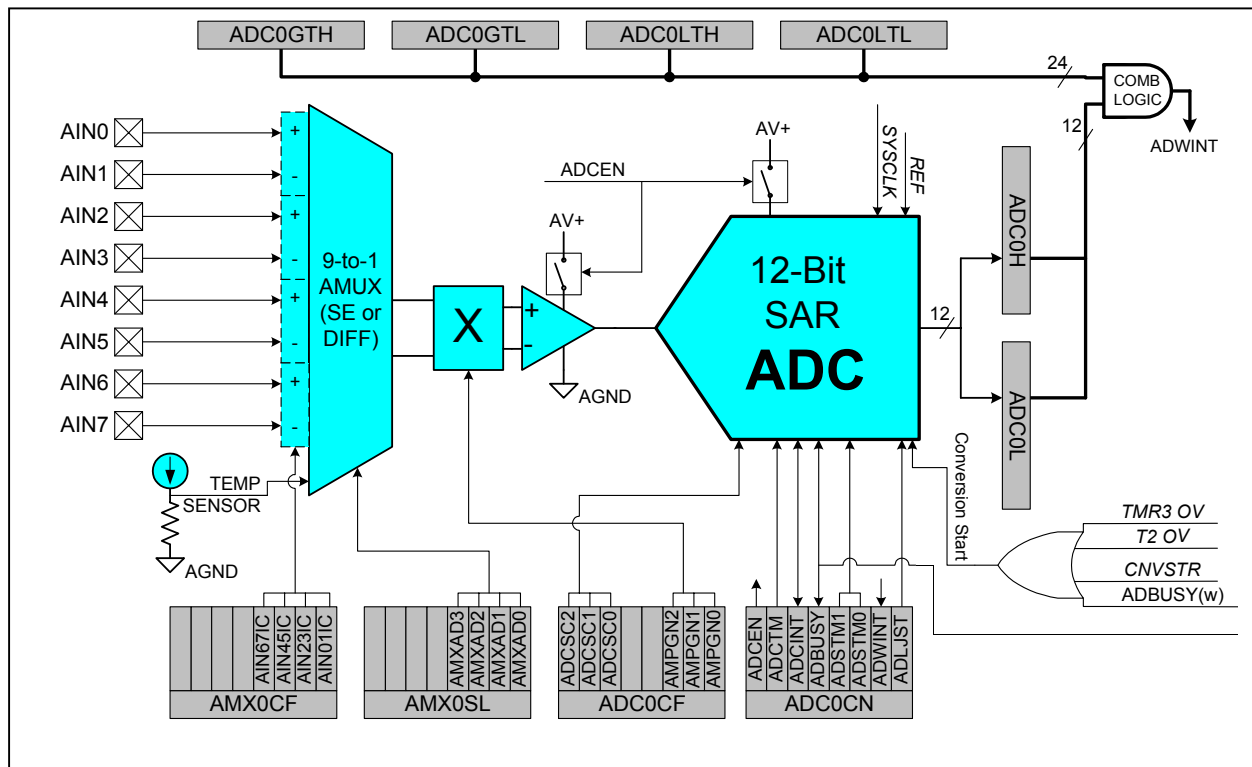 ADC0GTH
ADC0GTL
ADC0LTH
ADC0LTL
24
COMB
LOGIC
12
ADWINT
AIN0
AIN1
AIN2
AIN3
AIN4
AIN5
AIN6
AIN7
+
-
+
-
+
-
+
-
9-to-1
AMUX
(SE or
DIFF)
TEMP
SENSOR
AGND
X
+
-
AV+
AGND
ADCEN
AV+
SYSCLK
REF
12-Bit
SAR
ADC
12
ADC0H
ADC0L
Conversion Start
TMR3 OV
T2 OV
CNVSTR
ADBUSY(w)
AIN67IC
AIN45IC
AIN23IC
AIN01IC
AMX0CF
AMXAD3
AMXAD2
AMXAD1
AMXAD0
AMX0SL
ADCSC2
ADCSC1
ADCSC0
AMPGN2
AMPGN1
AMPGN0
ADC0CF
ADCEN
ADCTM
ADCINT
ADBUSY
ADSTM1
ADSTM0
ADWINT
ADLJST
ADC0CN